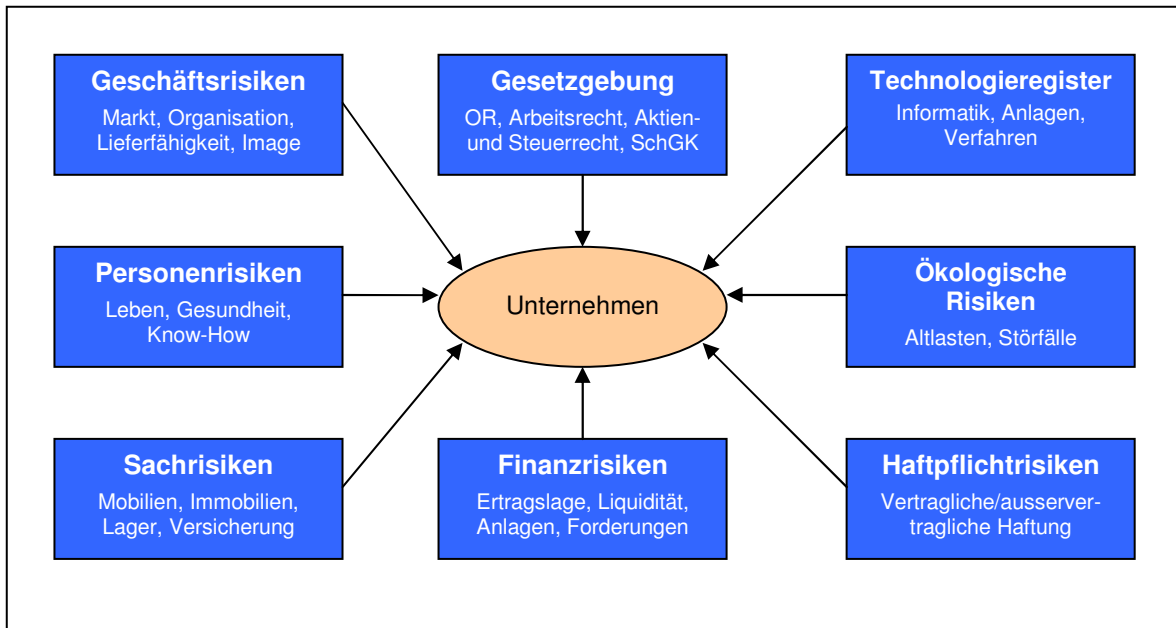 Geschäftsrisiken
Markt, Organisation,
Lieferfähigkeit, Image
Gesetzgebung
OR, Arbeitsrecht, Aktien-
und Steuerrecht, SchGK
Technologieregister
Informatik, Anlagen,
Verfahren
Personenrisiken
Leben, Gesundheit,
Know-How
Unternehmen
Ökologische
Risiken
Altlasten, Störfälle
Sachrisiken
Mobilien, Immobilien,
Lager, Versicherung
Finanzrisiken
Ertragslage, Liquidität,
Anlagen, Forderungen
Haftpflichtrisiken
Vertragliche/ausserver-
tragliche Haftung